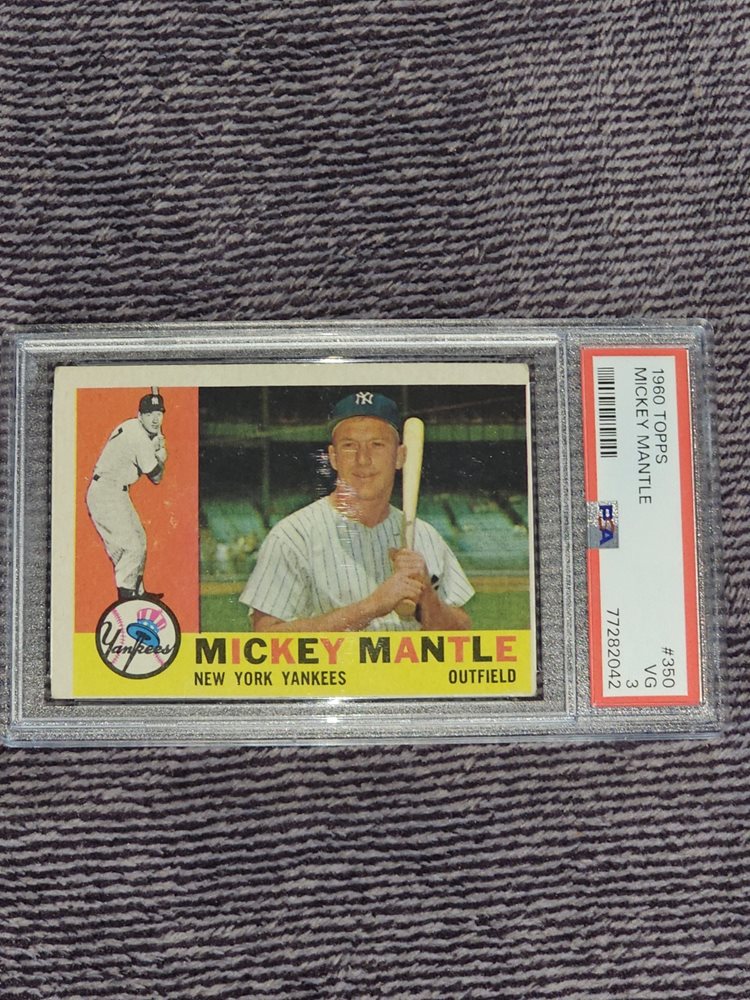 Yankees
MICKEY MANTLE
NEW YORK YANKEES OUTFIELD
1960 TOPPS #350
MICKEY MANTLE VG
3
PSA 77282042